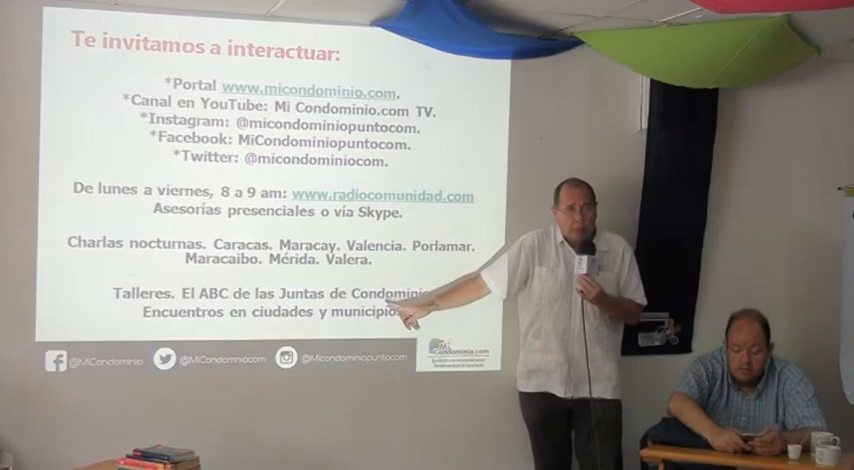 Te invitamos a interactuar:
*Portal www.micondominio.com.
*Canal en YouTube: Mi Condominio.com TV.
*Instagram: @micondominiopuntocom.
*Facebook: MiCondominiopuntocom.
*Twitter: @micondominiocom.
De lunes a viernes, 8 a 9 am: www.radiocomunidad.com
Asesorías presenciales o vía Skype.
Charlas nocturnas. Caracas. Maracay. Valencia. Porlamar.
Maracaibo. Mérida. Valera.
Talleres. El ABC de las Juntas de Condominio
Encuentros en ciudades y municipios
@MiCondominio @MiCondomnocom @Micondominiopuntocom
Mi
Condominio.com